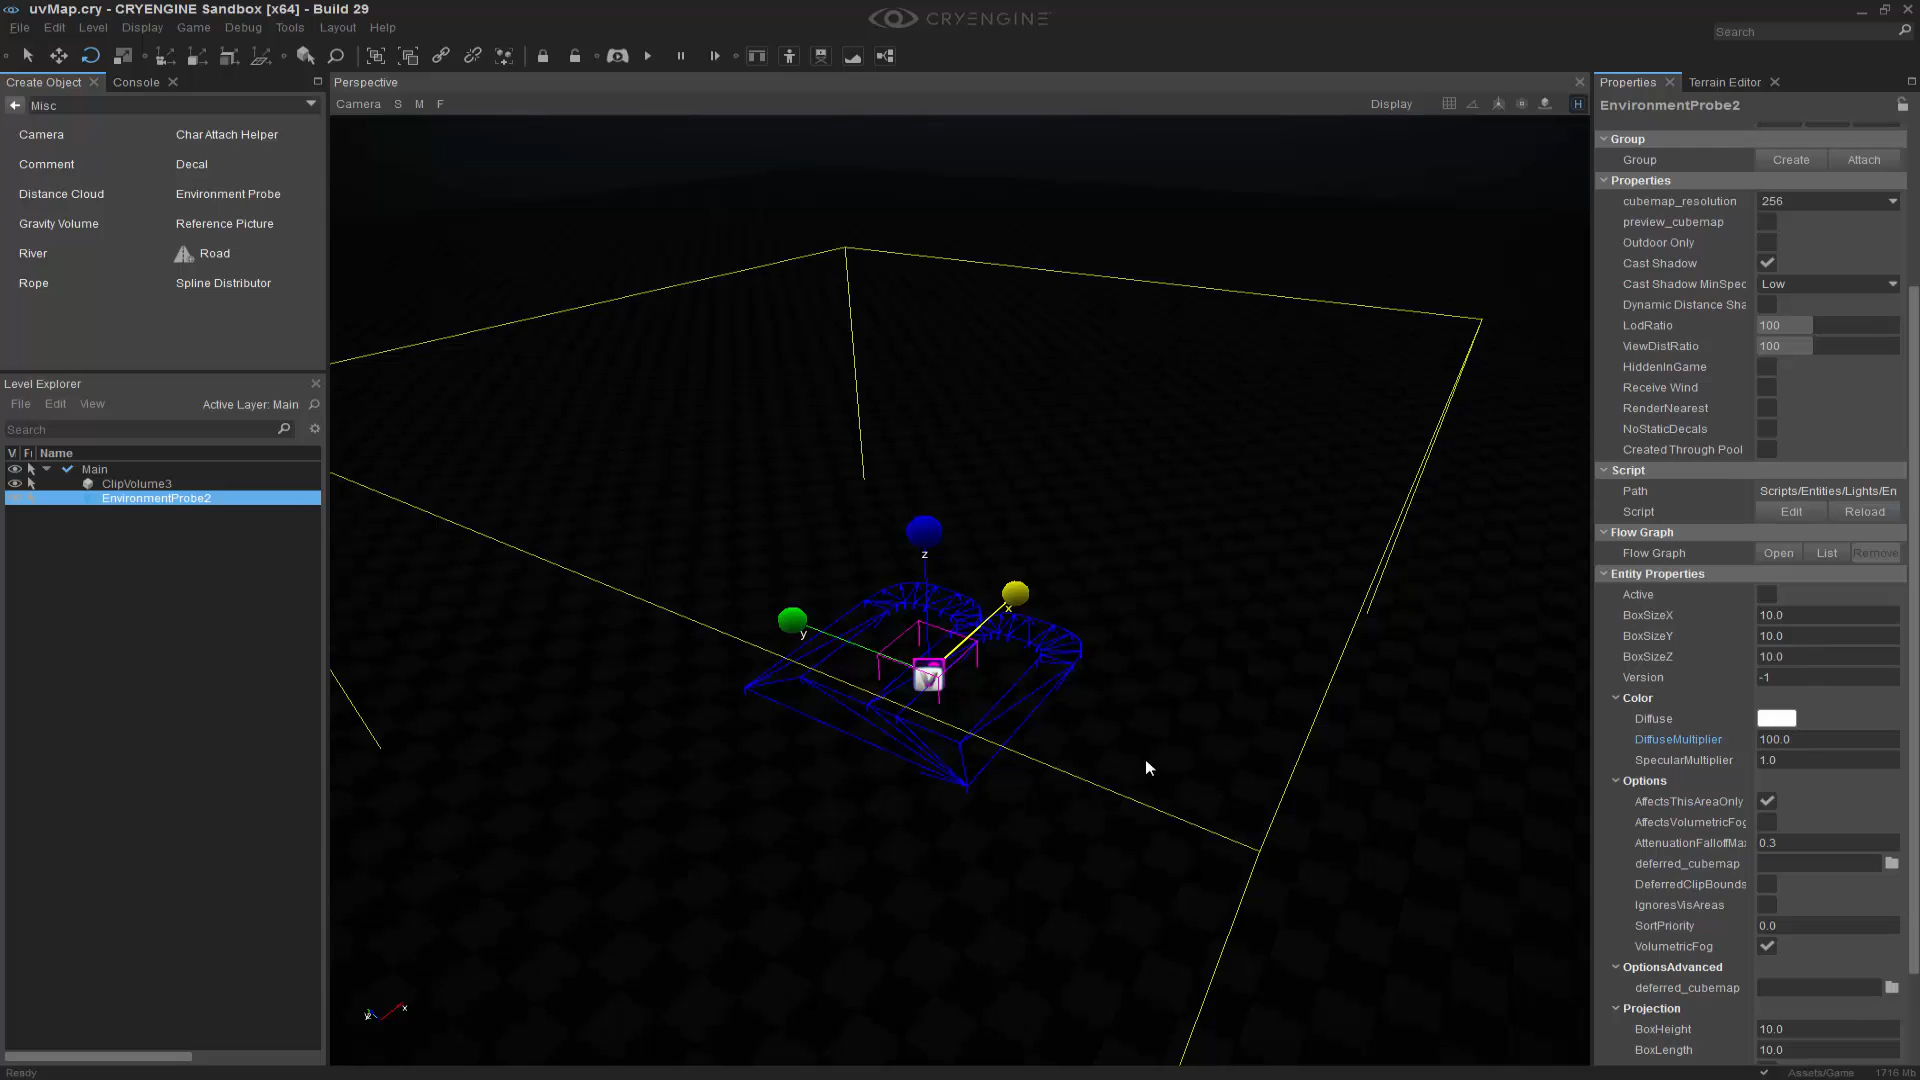 uvMap.cry - CRYENGINE Sandbox [x64] - Build 29
CRYENGINE
File Edit Level Display Game Debug Tools Layout Help
Search
Create Object
Console
Misc
Camera
Char Attach Helper
Comment
Decal
Distance Cloud
Environment Probe
Gravity Volume
Reference Picture
River
Road
Rope
Spline Distributor
Level Explorer
File Edit View
Active Layer: Main
Search
V
Name
Main
ClipVolume3
EnvironmentProbe2
Perspective
Camera S M F
Display
H
z
x
y
x
Properties
Terrain Editor
EnvironmentProbe2
Group
Group Create Attach
Properties
cubemap_resolution 256
preview_cubemap
Outdoor Only
Cast Shadow
Cast Shadow MinSpec Low
Dynamic Distance Sha
LodRatio 100
ViewDistRatio 100
HiddenInGame
Receive Wind
RenderNearest
NoStaticDecals
Created Through Pool
Script
Path Scripts/Entities/Lights/En
Script Edit Reload
Flow Graph
Flow Graph Open List Remove
Entity Properties
Active
BoxSizeX 10.0
BoxSizeY 10.0
BoxSizeZ 10.0
Version -1
Color
Diffuse
DiffuseMultiplier 100.0
SpecularMultiplier 1.0
Options
AffectsThisAreaOnly
AffectsVolumetricFog
AttenuationFalloffMax 0.3
deferred_cubemap
DeferredClipBounds
IgnoresVisAreas
SortPriority 0.0
VolumetricFog
OptionsAdvanced
deferred_cubemap
Projection
BoxHeight 10.0
BoxLength 10.0
Ready
Assets/Game 1716 Mb